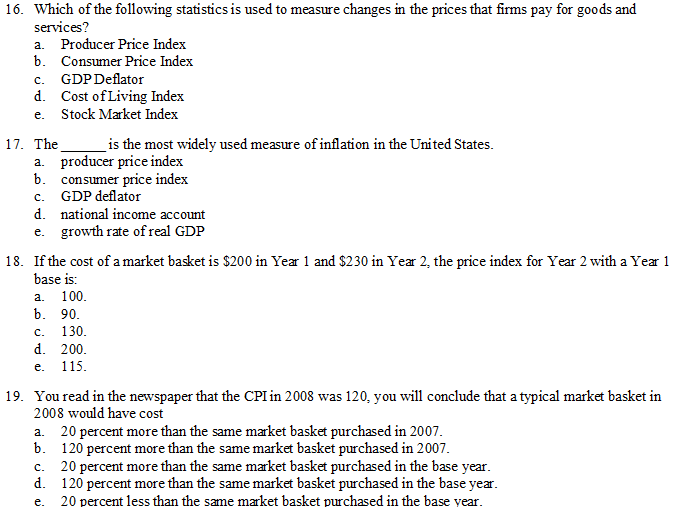 16. Which of the following statistics is used to measure changes in the prices that firms pay for goods and
services?
a. Producer Price Index
b. Consumer Price Index
c. GDP Deflator
d. Cost of Living Index
e. Stock Market Index
17. The ______ is the most widely used measure of inflation in the United States.
a. producer price index
b. consumer price index
c. GDP deflator
d. national income account
e. growth rate of real GDP
18. If the cost of a market basket is $200 in Year 1 and $230 in Year 2, the price index for Year 2 with a Year 1
base is:
a. 100.
b. 90.
c. 130.
d. 200.
e. 115.
19. You read in the newspaper that the CPI in 2008 was 120, you will conclude that a typical market basket in
2008 would have cost
a. 20 percent more than the same market basket purchased in 2007.
b. 120 percent more than the same market basket purchased in 2007.
c. 20 percent more than the same market basket purchased in the base year.
d. 120 percent more than the same market basket purchased in the base year.
e. 20 percent less than the same market basket purchased in the base year.